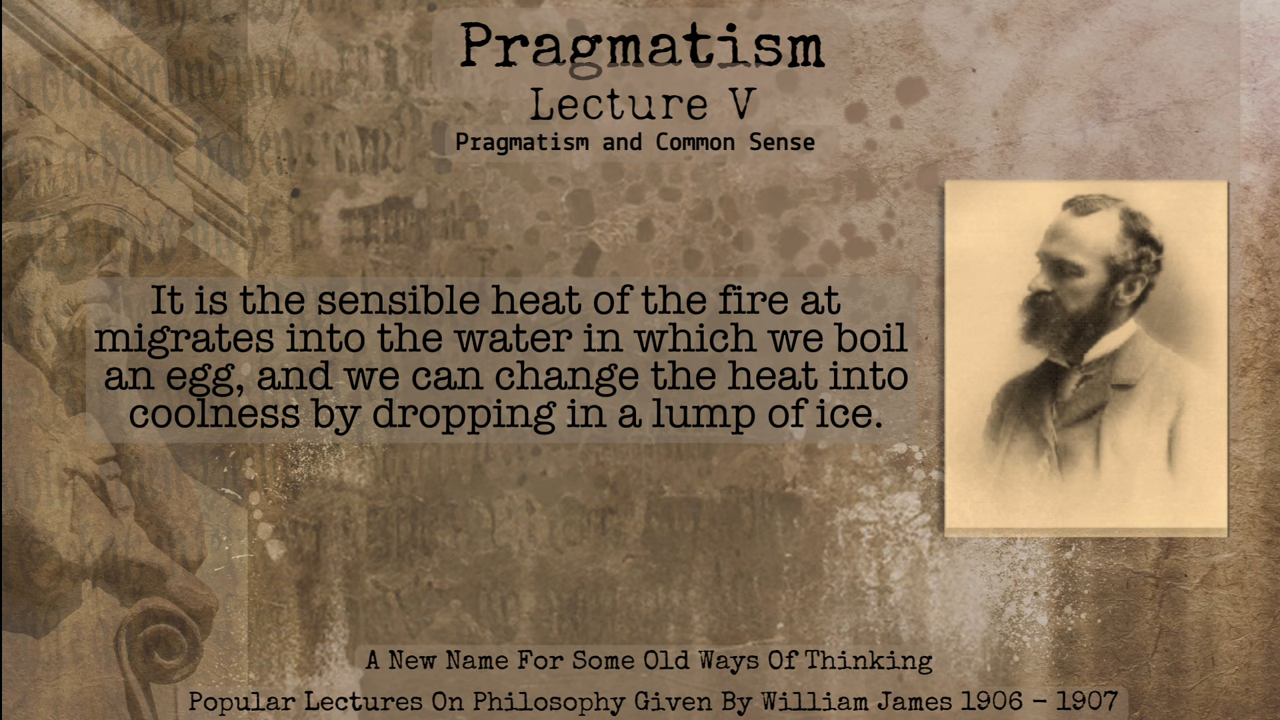 Pragmatism
Lecture V
Pragmatism and Common Sense
It is the sensible heat of the fire at
migrates into the water in which we boil
an egg, and we can change the heat into
coolness by dropping in a lump of ice.
A New Name For Some Old Ways Of Thinking
Popular Lectures On Philosophy Given By William James 1906 – 1907